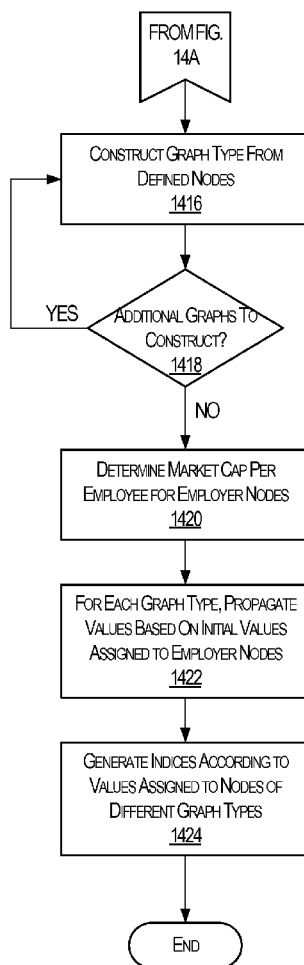 FROM FIG.
14A
CONSTRUCT GRAPH TYPE FROM
DEFINED NODES
1416
YES
ADDITIONAL GRAPHS TO
CONSTRUCT?
1418
NO
DETERMINE MARKET CAP PER
EMPLOYEE FOR EMPLOYER NODES
1420
FOR EACH GRAPH TYPE, PROPAGATE
VALUES BASED ON INITIAL VALUES
ASSIGNED TO EMPLOYER NODES
1422
GENERATE INDICES ACCORDING TO
VALUES ASSIGNED TO NODES OF
DIFFERENT GRAPH TYPES
1424
END